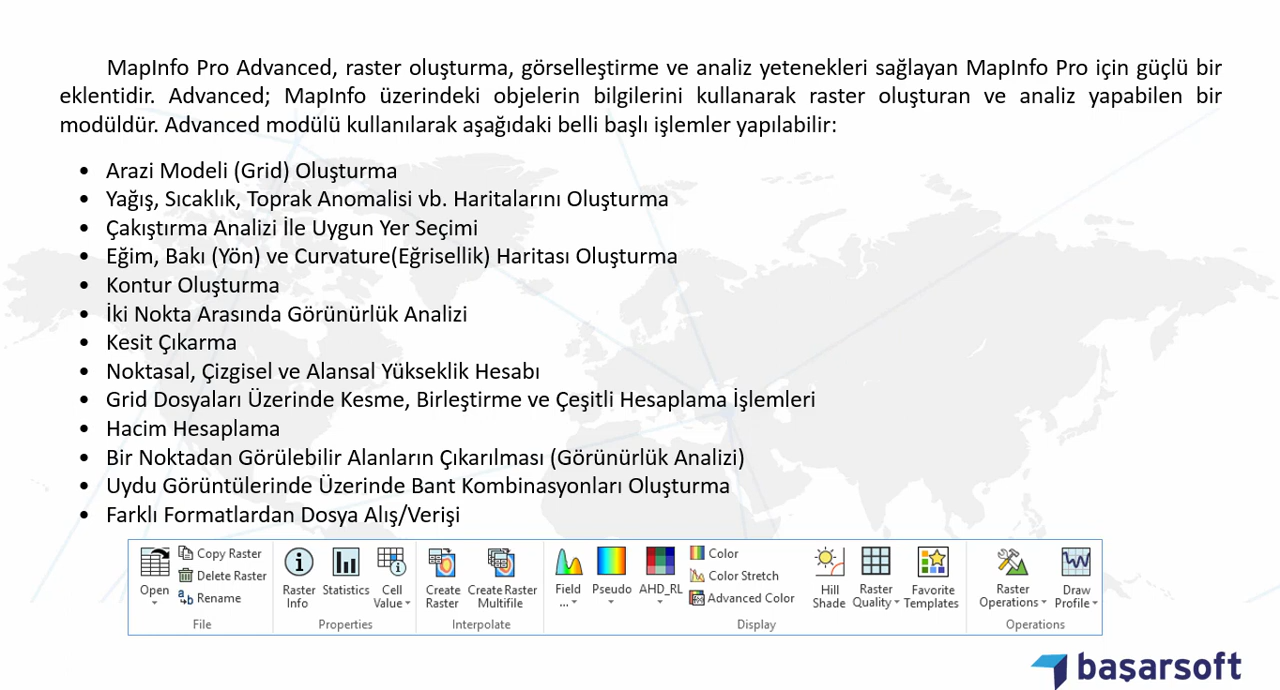 MapInfo Pro Advanced, raster oluşturma, görselleştirme ve analiz yetenekleri sağlayan MapInfo Pro için güçlü bir
eklentidir. Advanced; MapInfo üzerindeki objelerin bilgilerini kullanarak raster oluşturan ve analiz yapabilen bir
modüldür. Advanced modülü kullanılarak aşağıdaki belli başlı işlemler yapılabilir:
• Arazi Modeli (Grid) Oluşturma
• Yağış, Sıcaklık, Toprak Anomalisi vb. Haritalarını Oluşturma
• Çakıştırma Analizi İle Uygun Yer Seçimi
• Eğim, Bakı (Yön) ve Curvature(Eğrisellik) Haritası Oluşturma
• Kontur Oluşturma
• İki Nokta Arasında Görünürlük Analizi
• Kesit Çıkarma
• Noktasal, Çizgisel ve Alansal Yükseklik Hesabı
• Grid Dosyaları Üzerinde Kesme, Birleştirme ve Çeşitli Hesaplama İşlemleri
• Hacim Hesaplama
• Bir Noktadan Görülebilir Alanların Çıkarılması (Görünürlük Analizi)
• Uydu Görüntülerinde Üzerinde Bant Kombinasyonları Oluşturma
• Farklı Formatlardan Dosya Alış/Verişi
Open
Copy Raster
Delete Raster
Rename
File
Raster
Info
Statistics
Cell
Value
Properties
Create
Raster
Create Raster
Multifile
Interpolate
Field
...
Pseudo
AHD_RL
Color
Color Stretch
Advanced Color
Hill
Shade
Raster
Quality
Favorite
Templates
Display
Raster
Operations
Draw
Profile
Operations
başarsoft